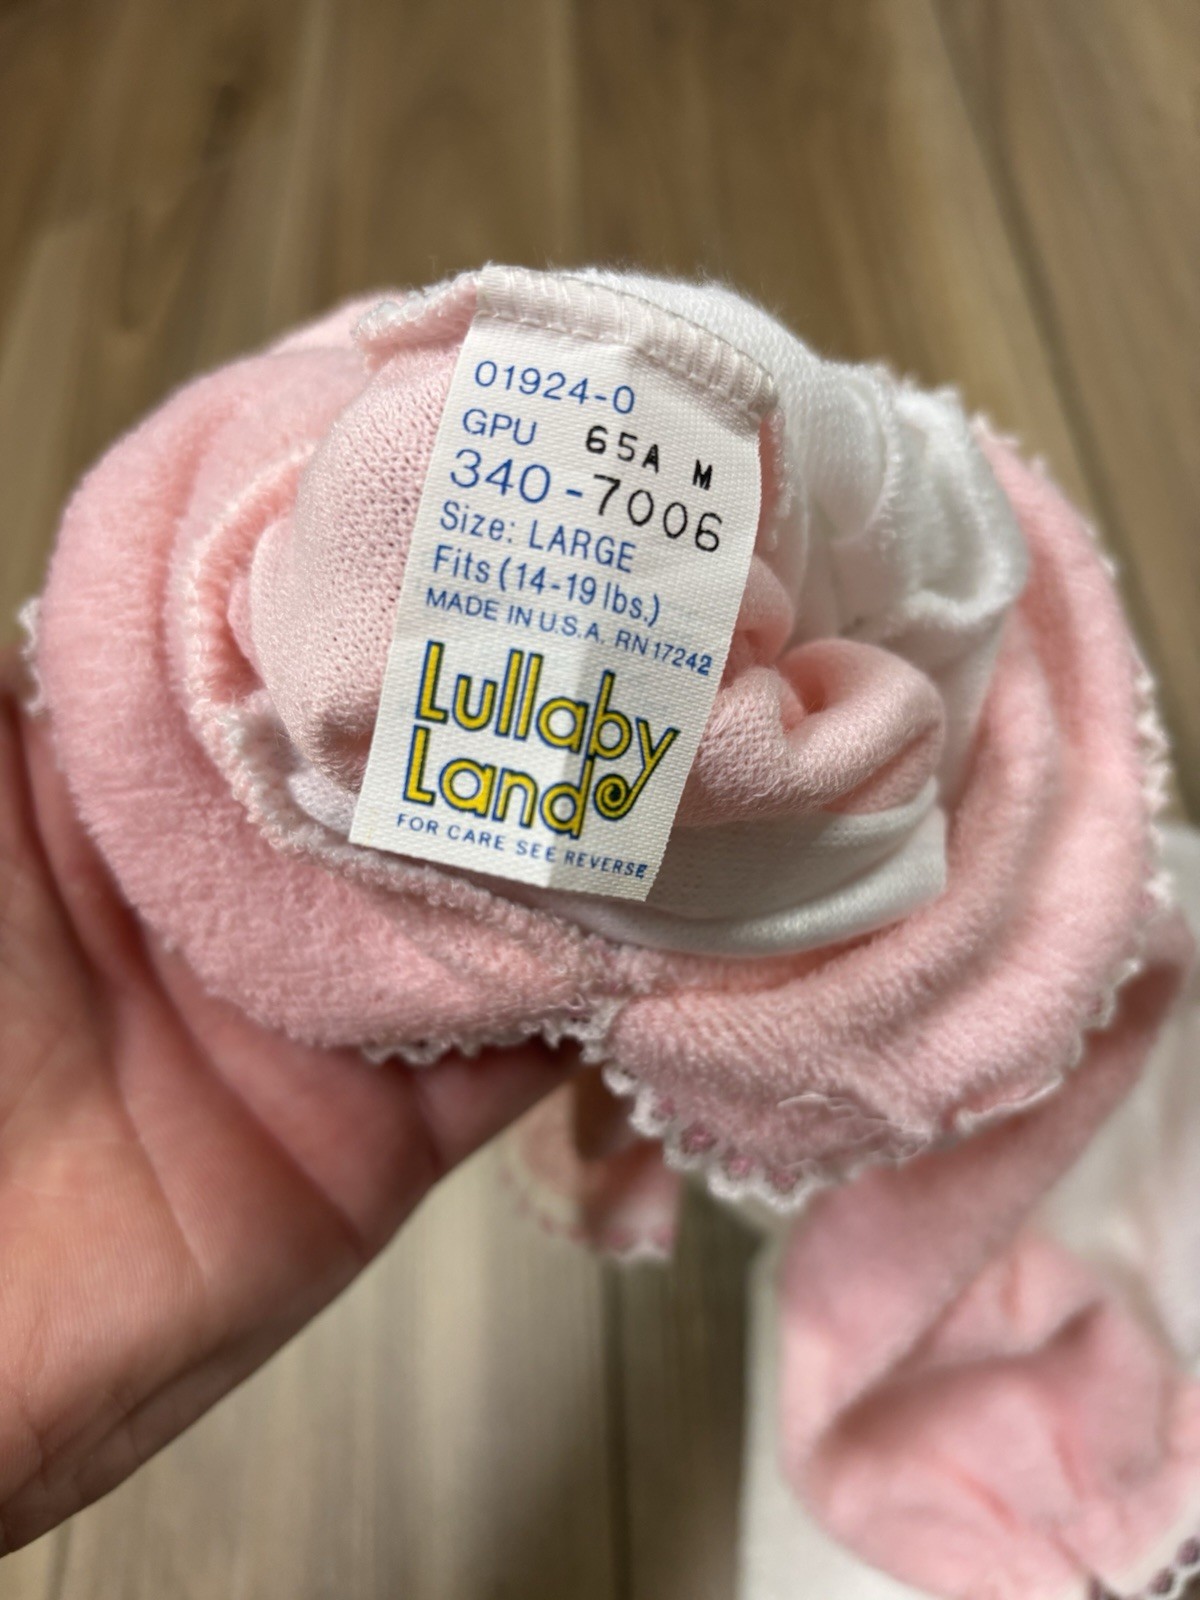 01924-0
GPU 65A M
340-7006
Size: LARGE
Fits (14-19 lbs.)
MADE IN U.S.A. RN 17242
Lullaby
Land
FOR CARE SEE REVERSE